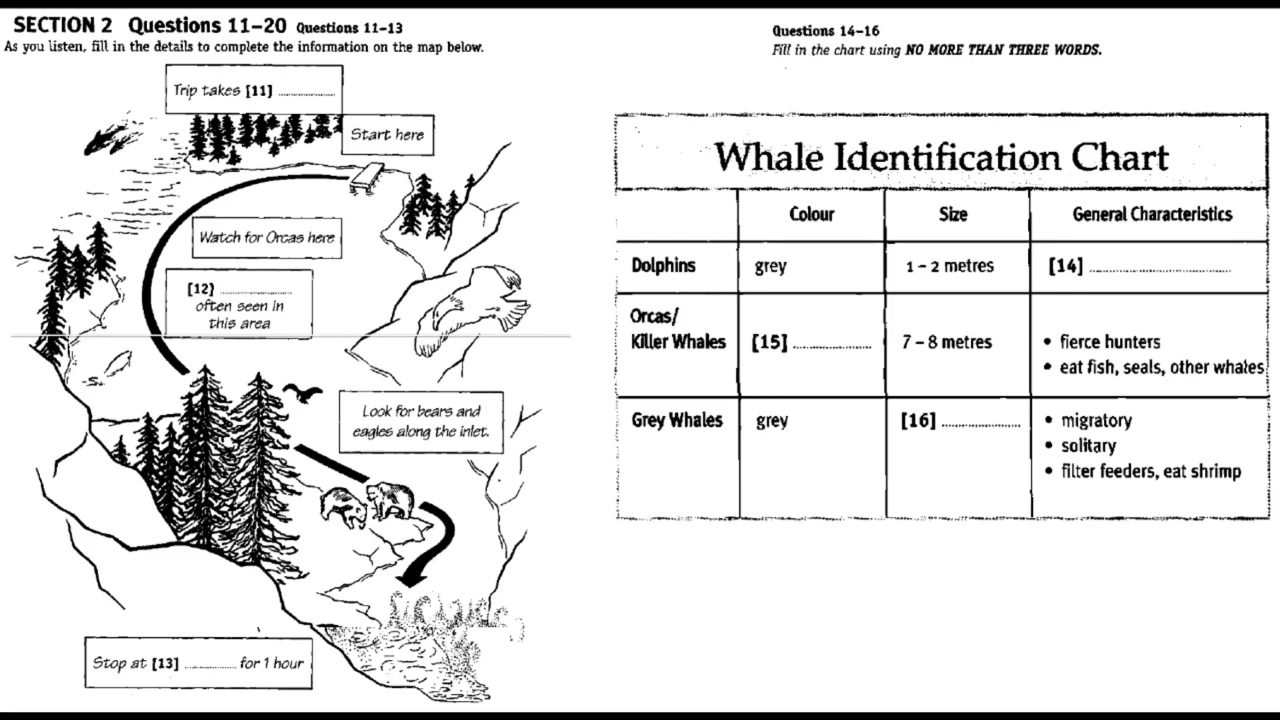 SECTION 2 Questions 11–20 Questions 11–13
As you listen, fill in the details to complete the information on the map below.
Trip takes [11] ................
Start here
Watch for Orcas here
[12] ....................
often seen in
this area
Look for bears and
eagles along the inlet.
Stop at [13] .............. for 1 hour
Questions 14–16
Fill in the chart using NO MORE THAN THREE WORDS.
Whale Identification Chart
Colour Size General Characteristics
Dolphins grey 1 – 2 metres [14] ................................
Orcas/
Killer Whales [15] .................. 7 – 8 metres • fierce hunters
• eat fish, seals, other whales
Grey Whales grey [16] .................. • migratory
• solitary
• filter feeders, eat shrimp